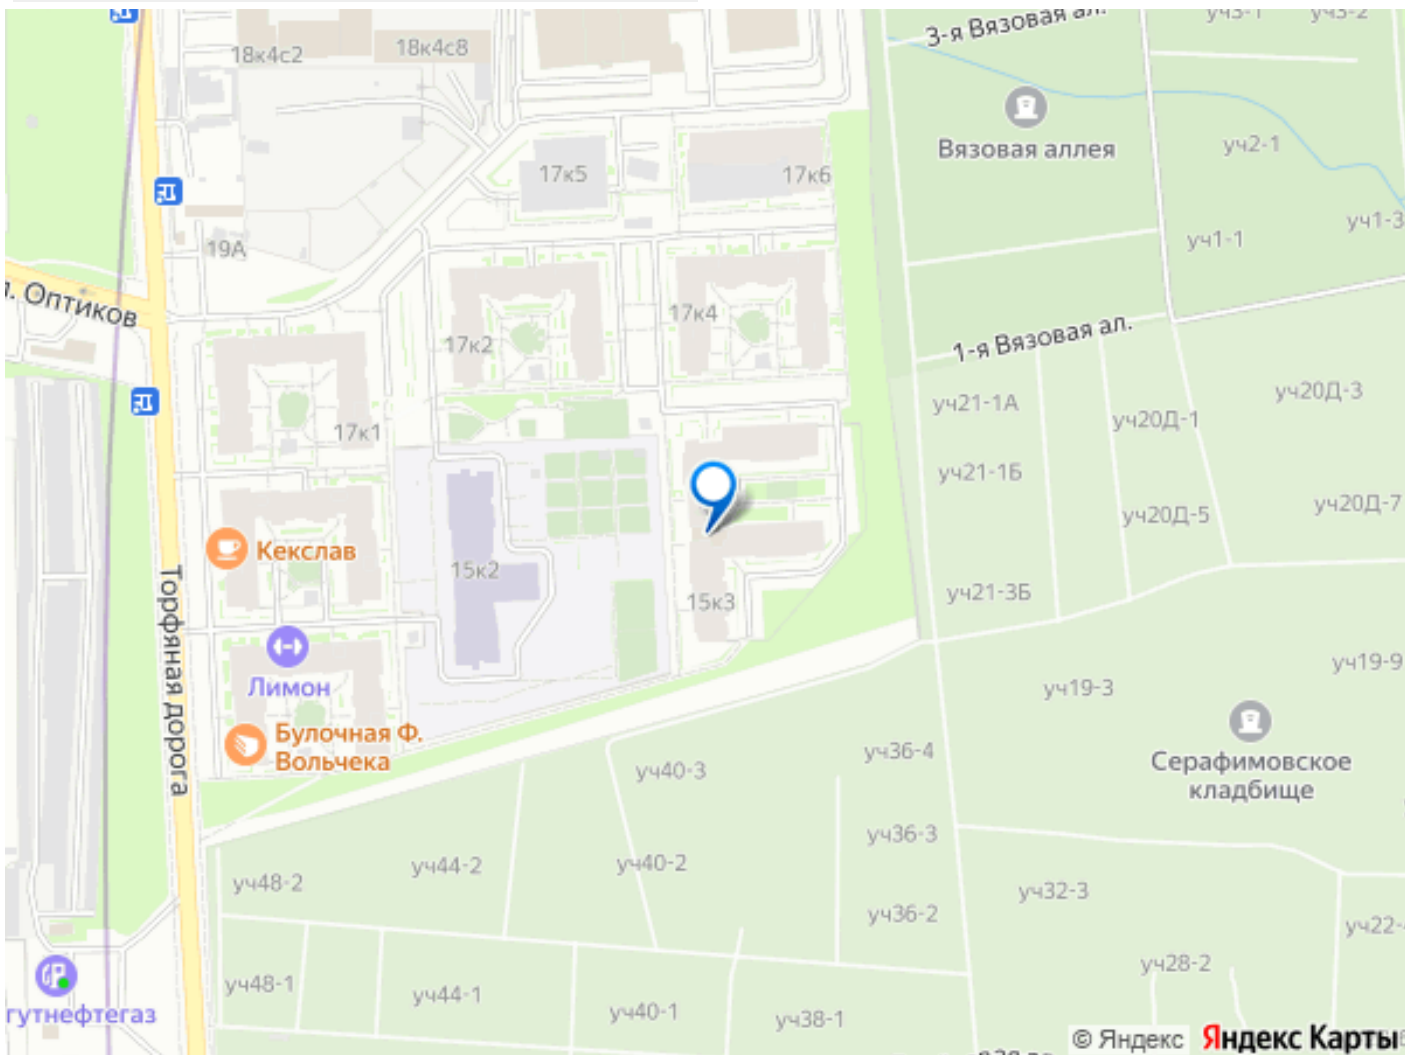 3-я Вязовая ал.
уч3-1
уч3-2
18к4с2
18к4с8
Вязовая аллея
уч2-1
17к5
17к6
19А
уч1-1
уч1-3
Оптиков
17к4
17к2
1-я Вязовая ал.
17к1
уч21-1А
уч20Д-1
уч20Д-3
уч21-1Б
уч20Д-5
уч20Д-7
Кекслав
15к2
15к3
уч21-3Б
Торфяная дорога
Лимон
уч19-3
уч19-9
Булочная Ф.
Вольчека
уч40-3
уч36-4
Серафимовское
кладбище
уч36-3
уч48-2
уч44-2
уч40-2
уч32-3
уч36-2
уч22-
уч28-2
уч48-1
уч44-1
гутнефтегаз
уч40-1
уч38-1
© Яндекс
Яндекс Карты